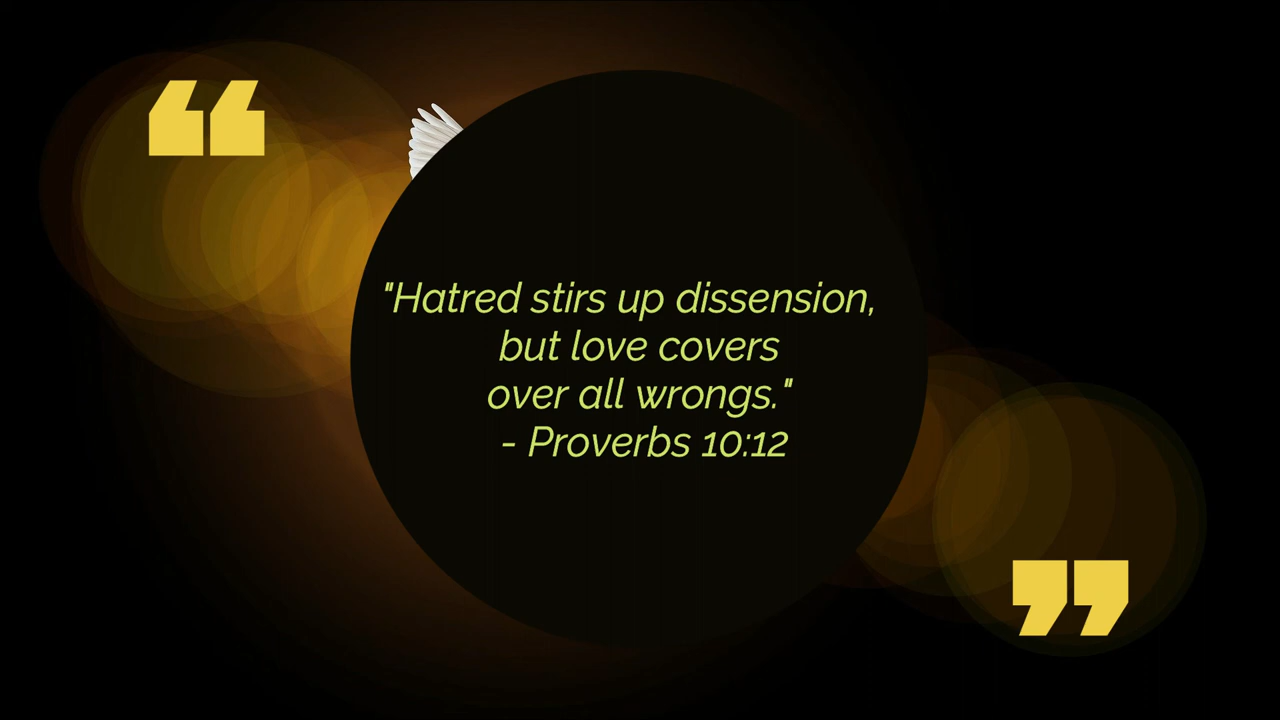 "Hatred stirs up dissension,
but love covers
over all wrongs."
- Proverbs 10:12